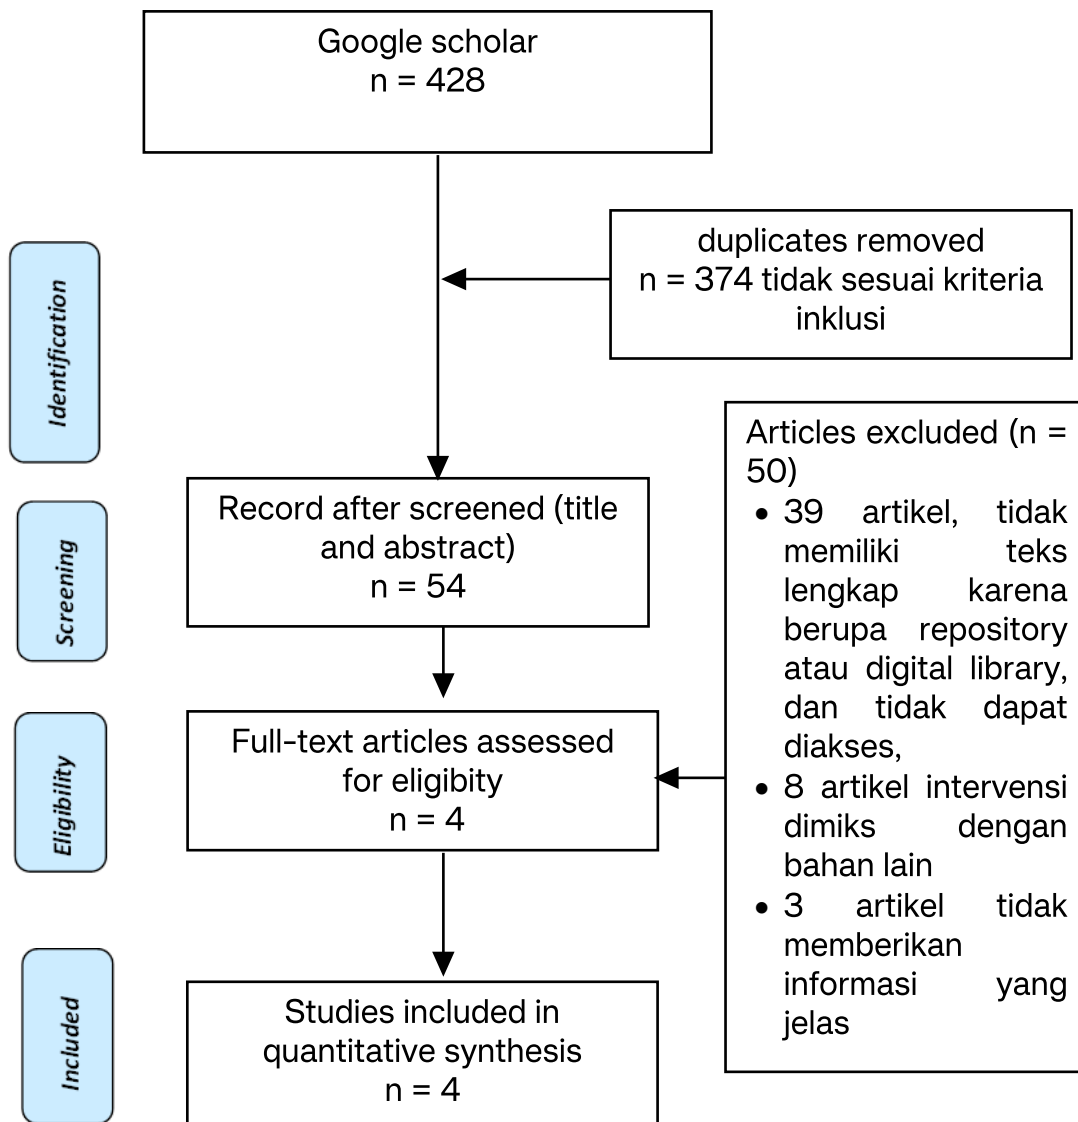 Google scholar
n = 428
duplicates removed
n = 374 tidak sesuai kriteria
inklusi
Identification
Articles excluded (n =
50)
• 39 artikel, tidak
memiliki teks
lengkap karena
berupa repository
atau digital library,
dan tidak dapat
diakses,
• 8 artikel intervensi
dimiks dengan
bahan lain
• 3 artikel tidak
memberikan
informasi yang
jelas
Record after screened (title
and abstract)
n = 54
Screening
Full-text articles assessed
for eligibity
n = 4
Eligibility
Studies included in
quantitative synthesis
n = 4
Included